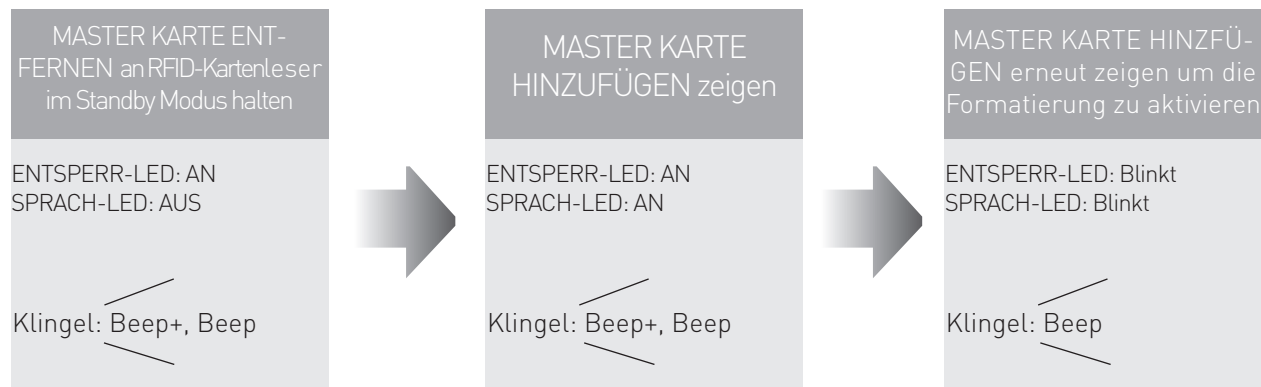 MASTER KARTE ENT-
FERNEN an RFID-Kartenleser
im Standby Modus halten
ENTSPERR-LED: AN
SPRACH-LED: AUS
Klingel: Beep+, Beep
MASTER KARTE
HINZUFÜGEN zeigen
ENTSPERR-LED: AN
SPRACH-LED: AN
Klingel: Beep+, Beep
MASTER KARTE HINZFÜ-
GEN erneut zeigen um die
Formatierung zu aktivieren
ENTSPERR-LED: Blinkt
SPRACH-LED: Blinkt
Klingel: Beep